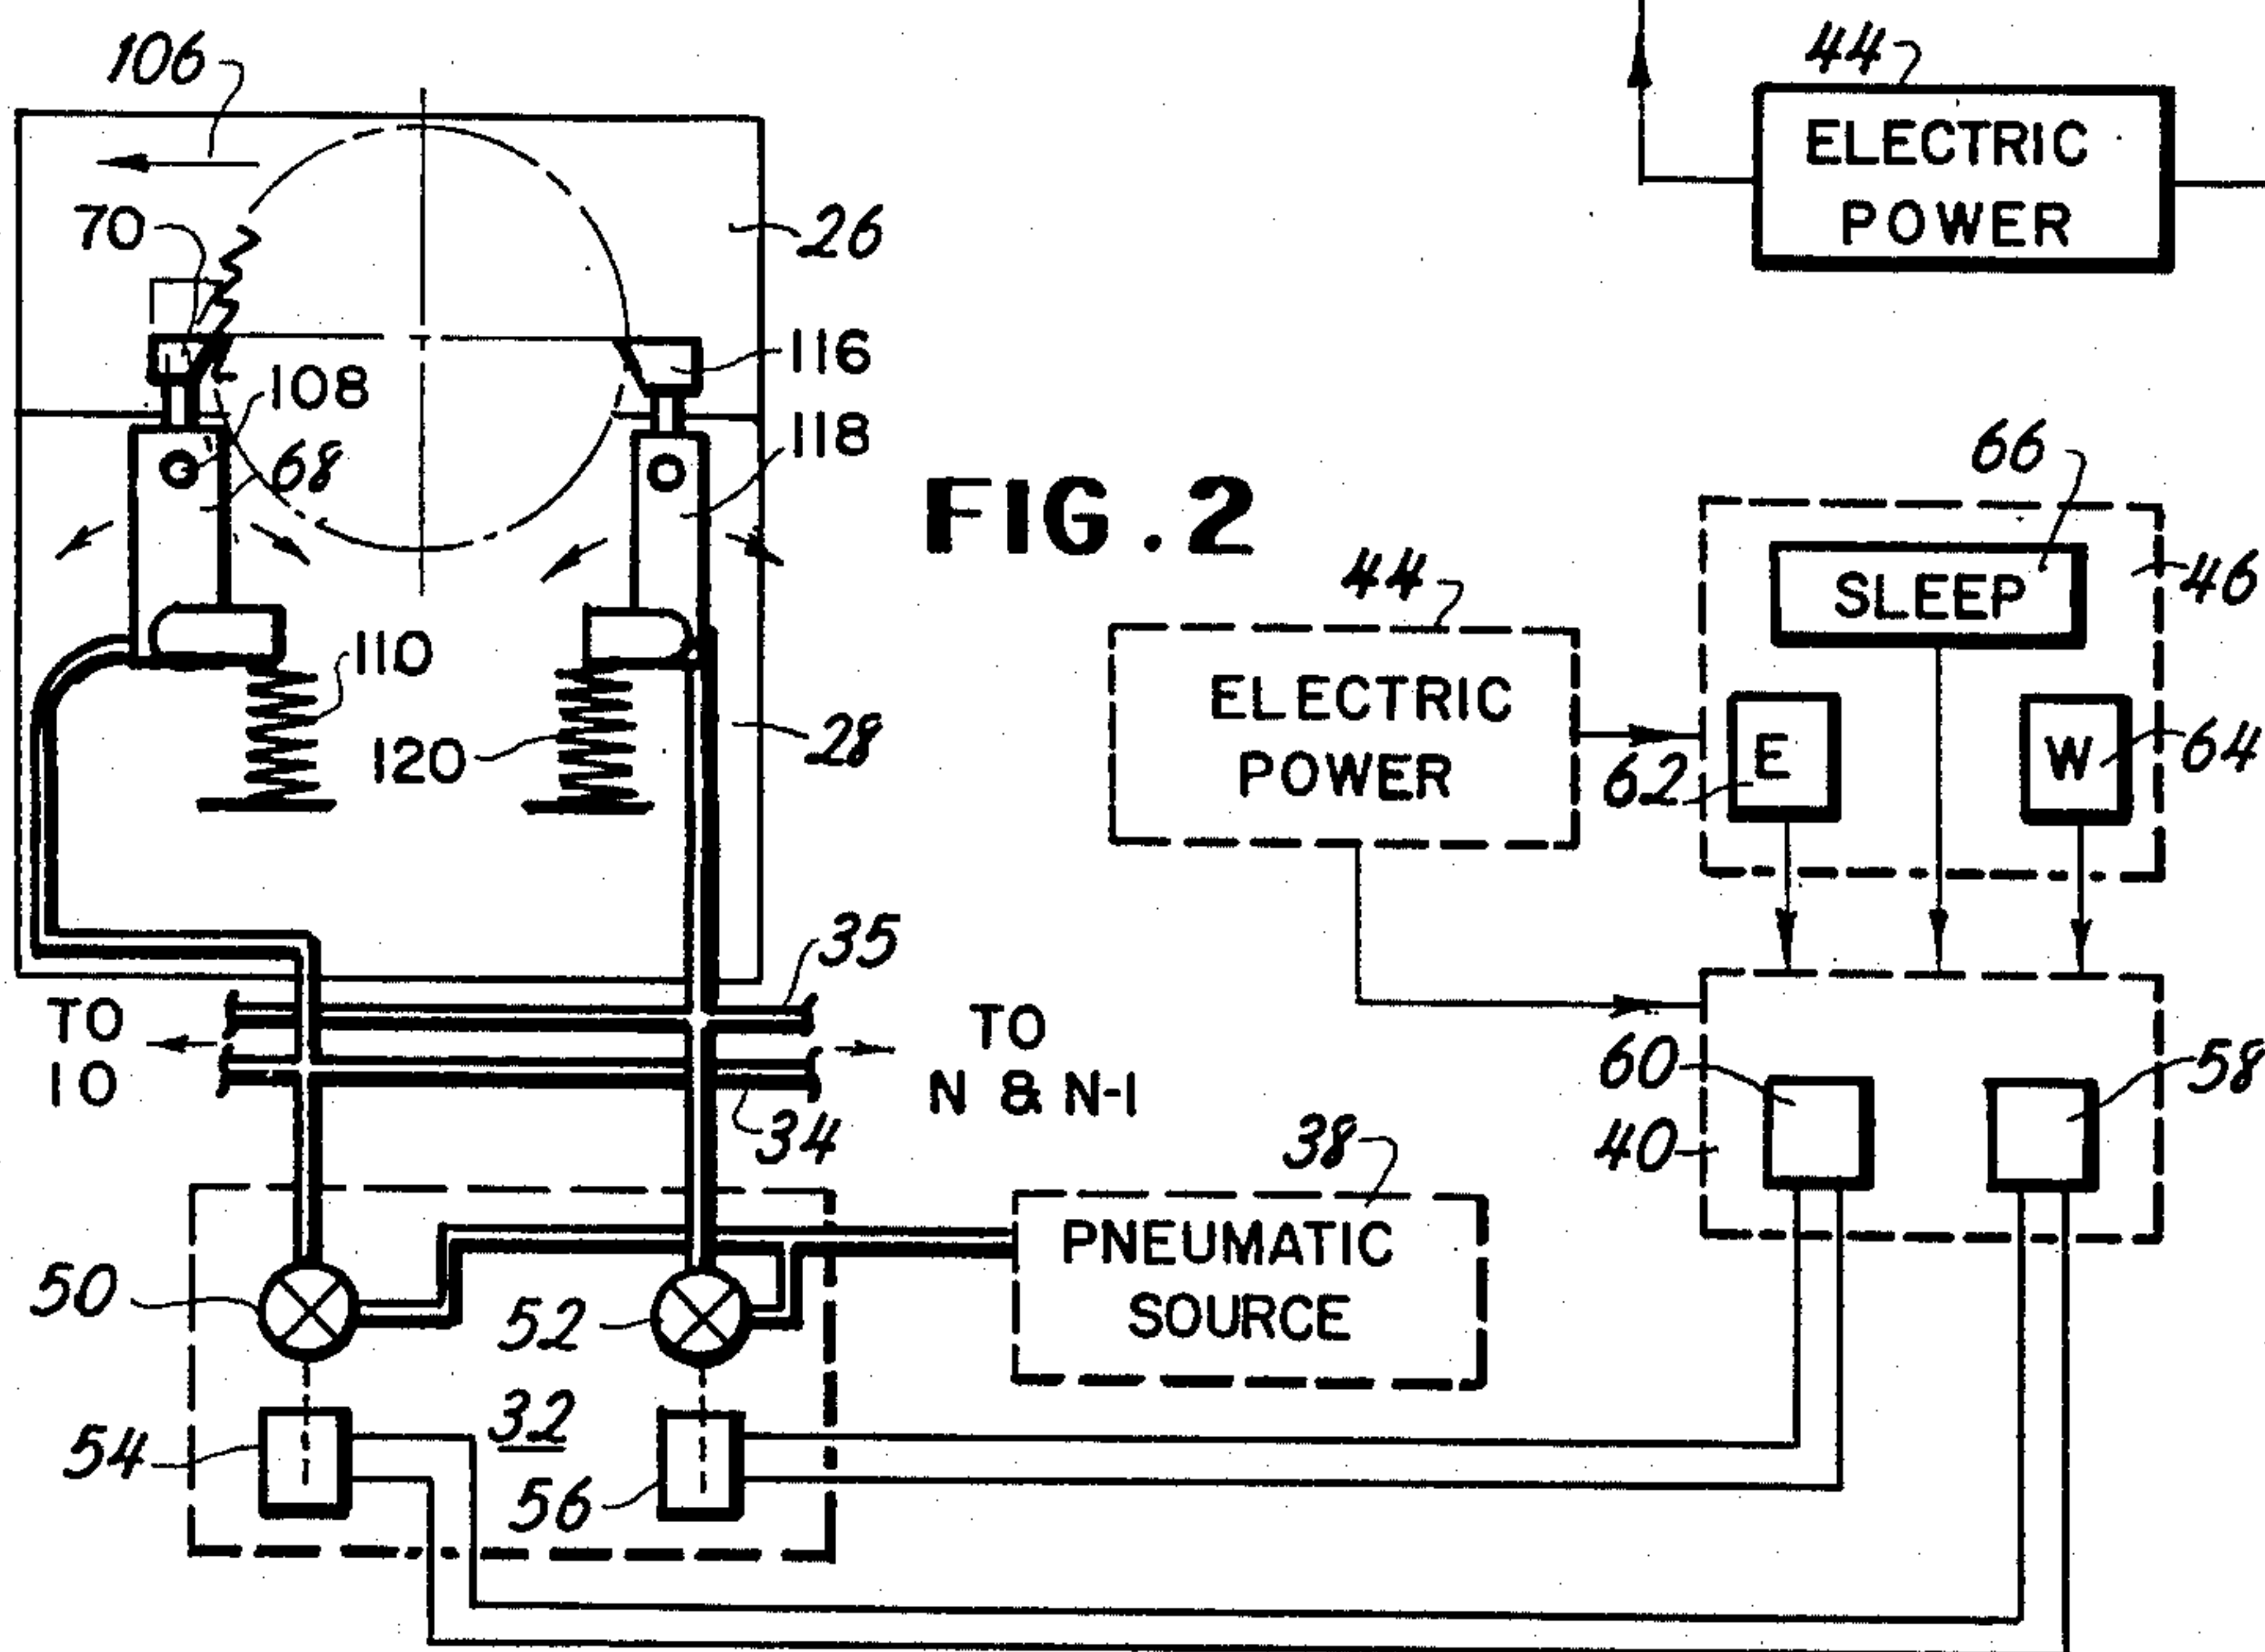 106
44
ELECTRIC
POWER
70
26
116
108
118
68
FIG.2
66
SLEEP
46
44
110
ELECTRIC
POWER
120
28
62
E
W
64
35
TO
10
TO
N & N-1
34
60
58
40
38
PNEUMATIC
SOURCE
50
52
32
54
56